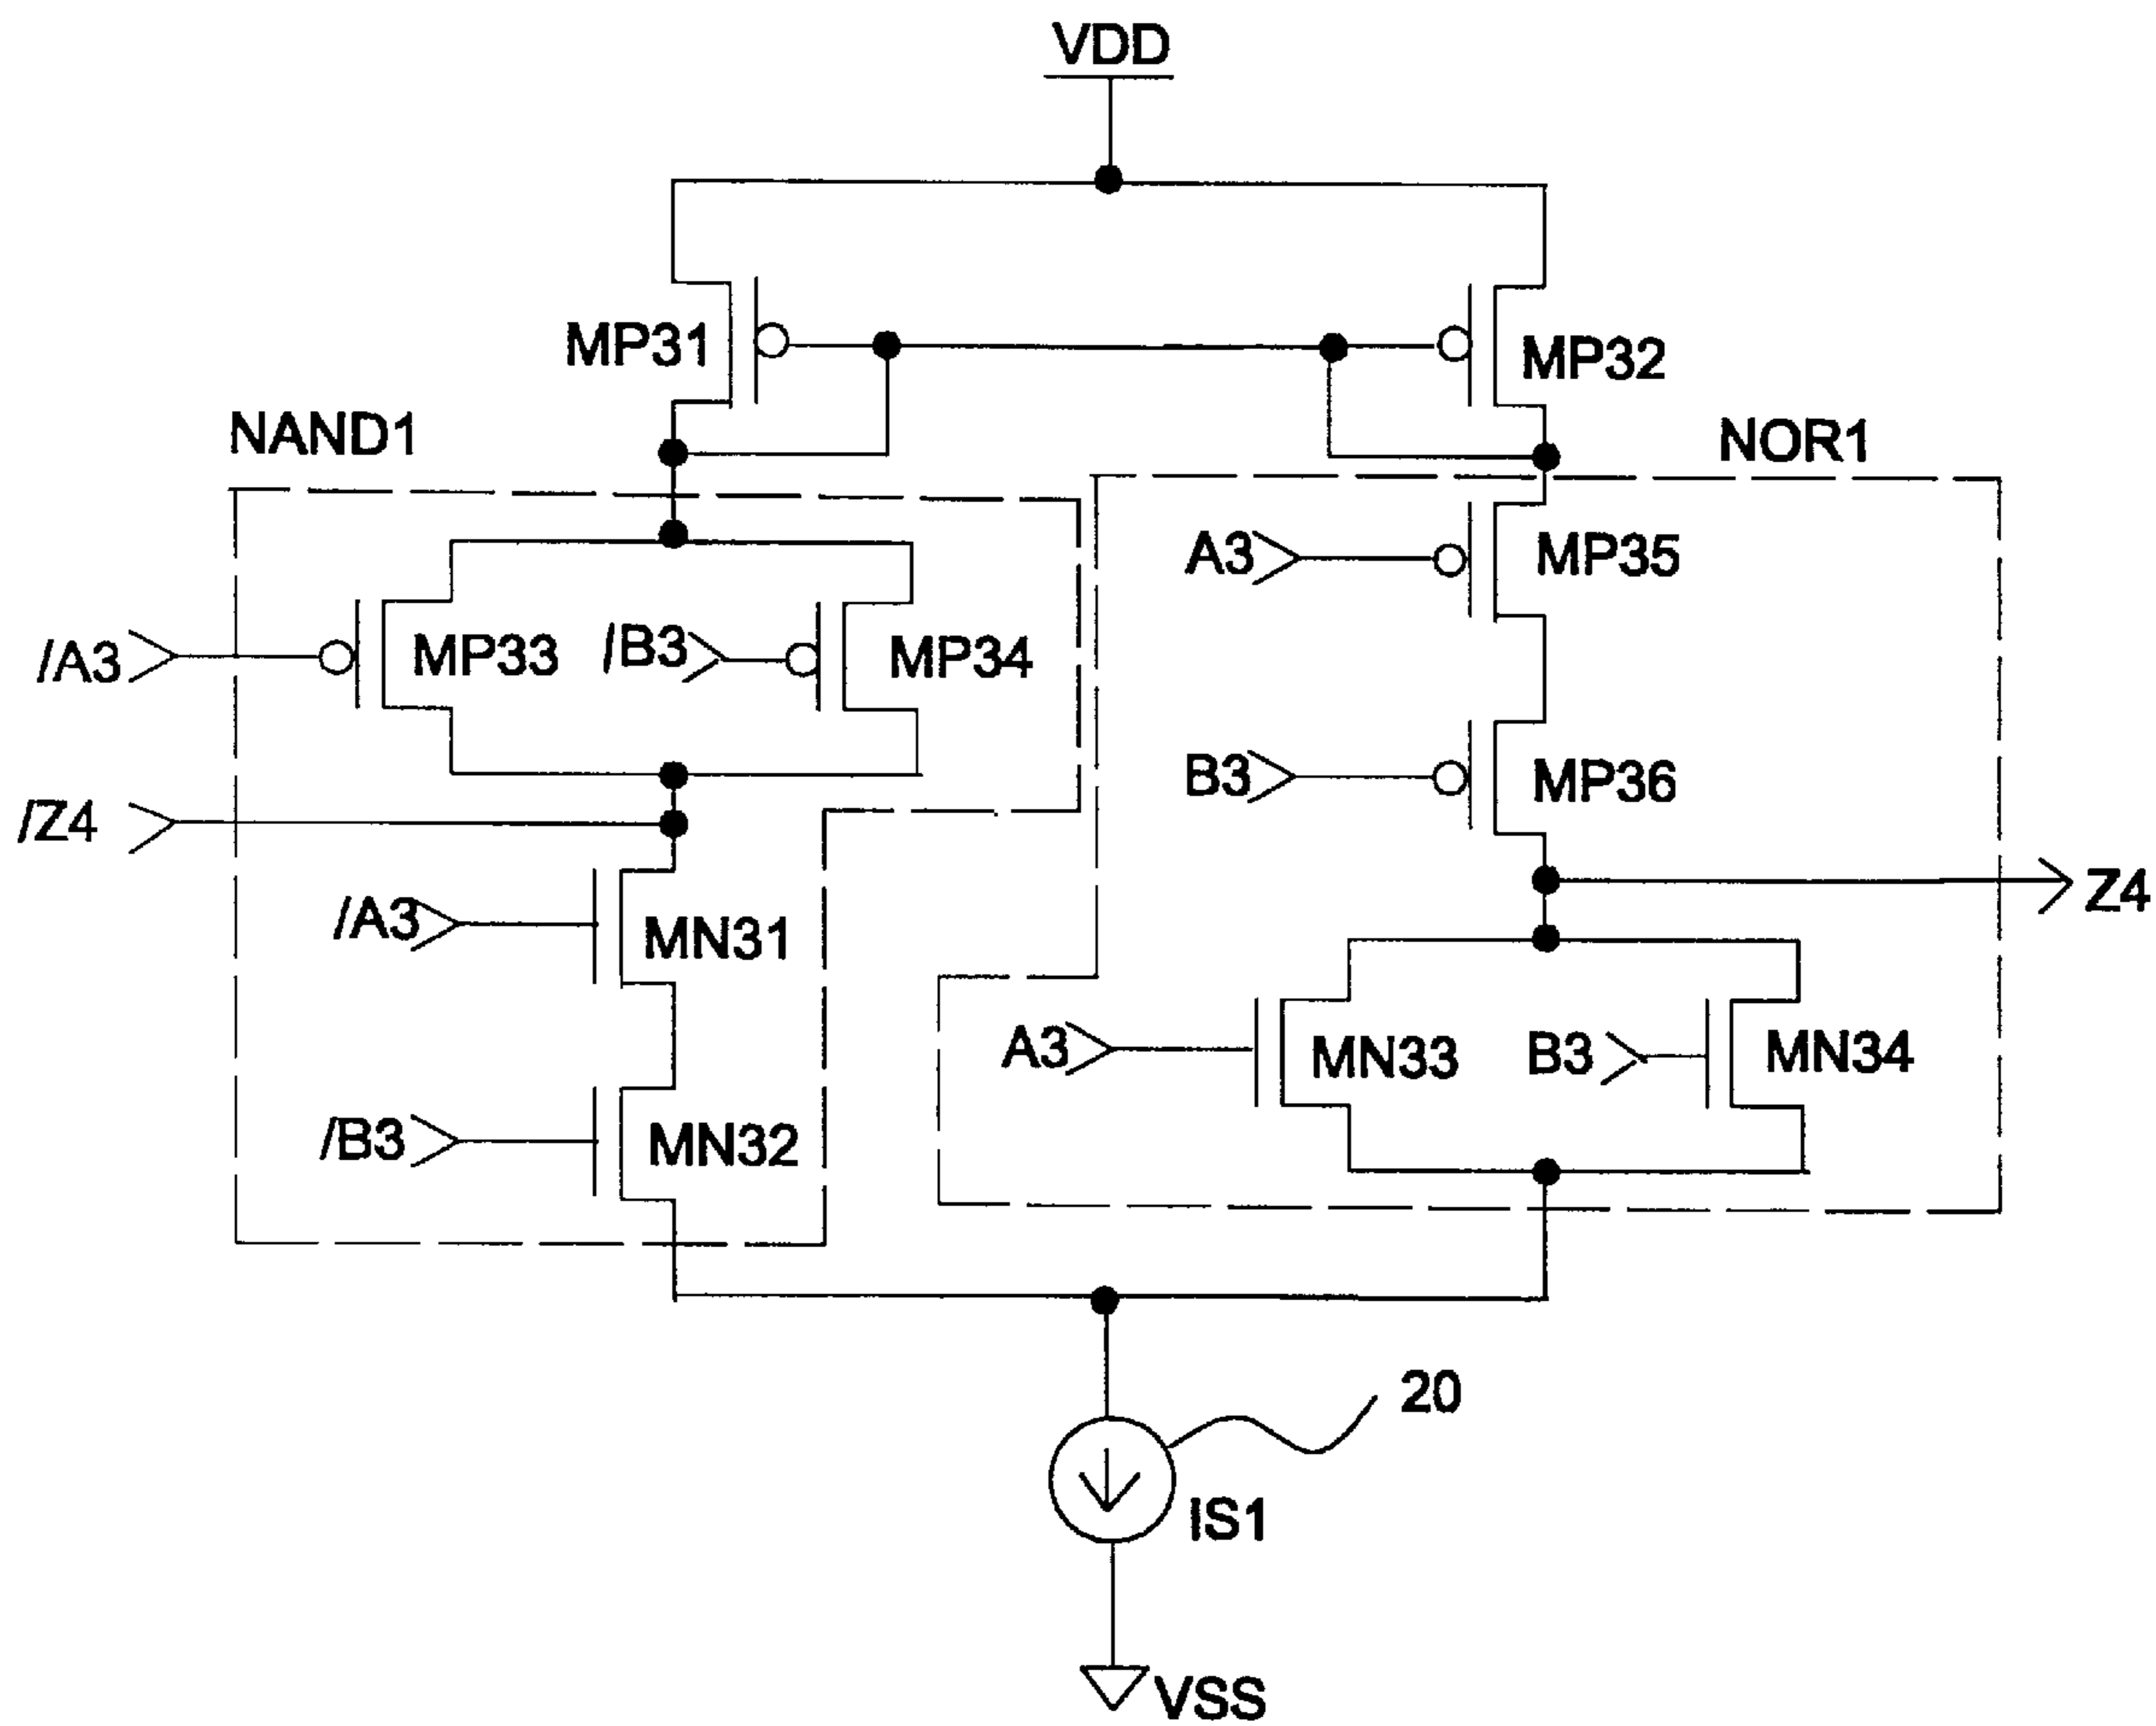 VDD
MP31
MP32
NAND1
NOR1
A3
MP35
/A3
MP33
/B3
MP34
B3
MP36
/Z4
Z4
/A3
MN31
A3
MN33
B3
MN34
/B3
MN32
20
IS1
VSS